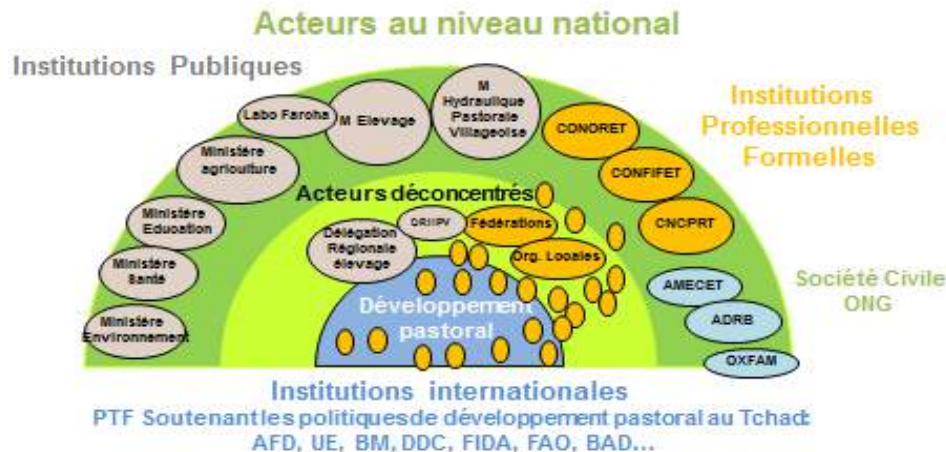 Acteurs au niveau national
Institutions Publiques
Institutions
Professionnelles
Formelles
Labo Faroha
M Elevage
M
Hydraulique
Pastorale
Villageoise
CONORET
CONFIFET
CNCPRT
Ministère
agriculture
Ministère
Education
Ministère
Santé
Ministère
Environnement
Acteurs déconcentrés
Délégation
Régionale
élevage
Fédérations
Org. Locales
Développement
pastoral
AMECET
ADRB
OXFAM
Société Civile
ONG
Institutions internationales
PTF Soutenant les politiques de développement pastoral au Tchad:
AFD, UE, BM, DDC, FIDA, FAO, BAD...